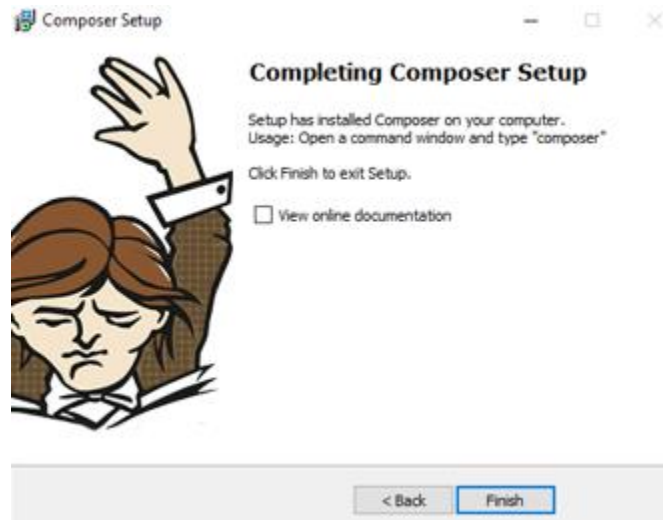 Composer Setup
Completing Composer Setup
Setup has installed Composer on your computer.
Usage: Open a command window and type "composer"
Click Finish to exit Setup.
View online documentation
< Back
Finish